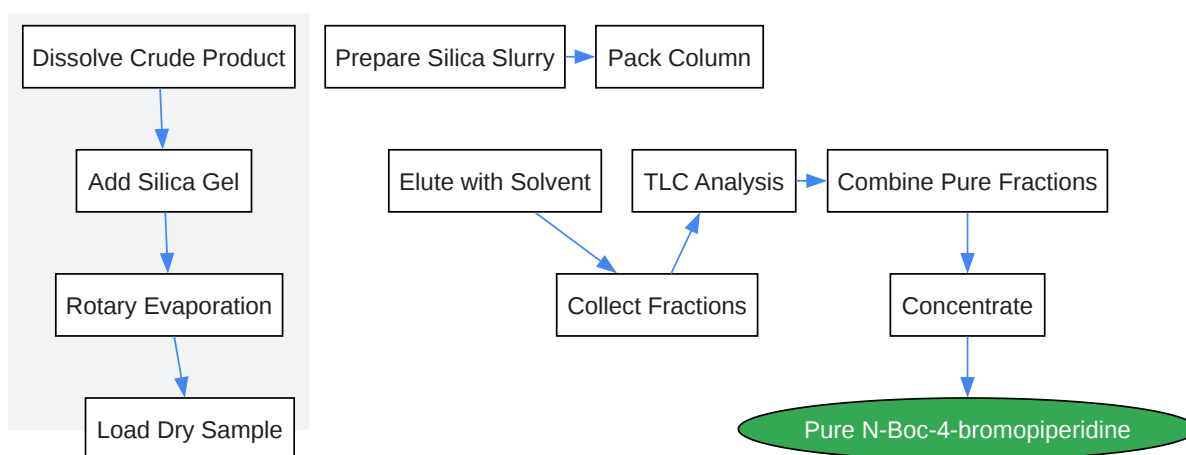 Dissolve Crude Product
Prepare Silica Slurry
Pack Column
Add Silica Gel
Elute with Solvent
TLC Analysis
Combine Pure Fractions
Rotary Evaporation
Collect Fractions
Concentrate
Load Dry Sample
Pure N-Boc-4-bromopiperidine